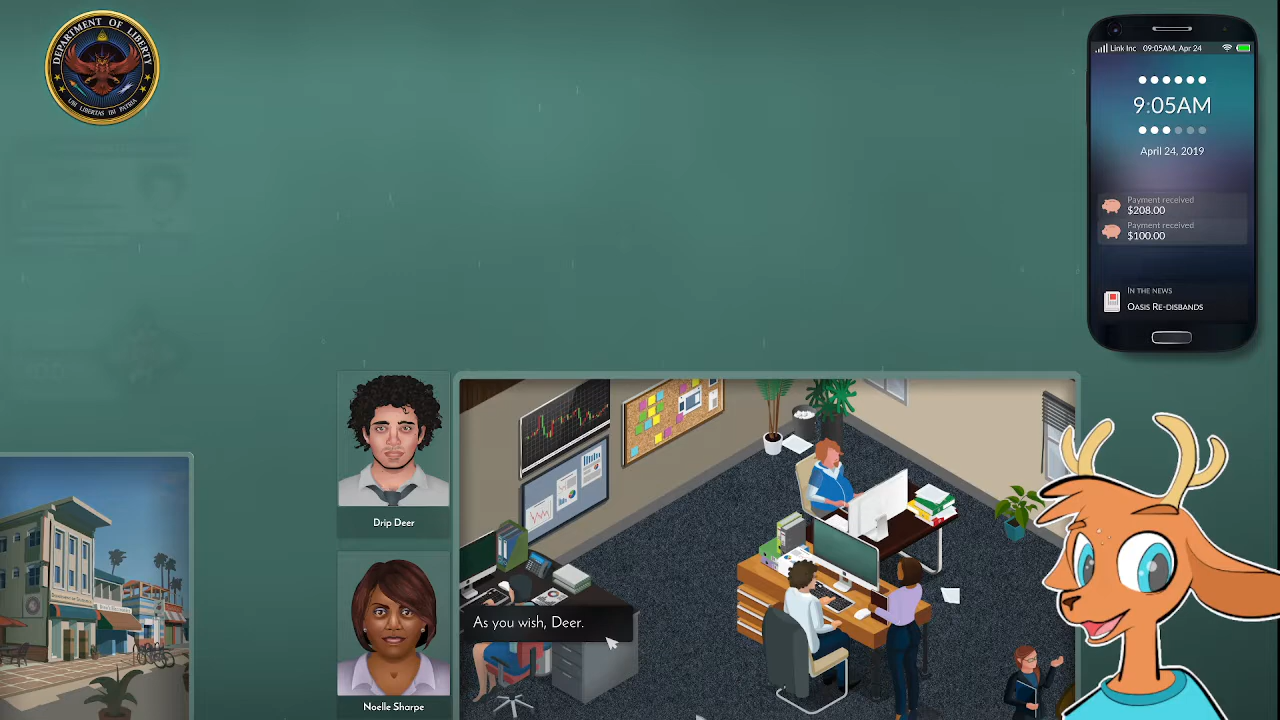 DEPARTMENT OF LIBERTY
UBI LIBERTAS IBI PATRIA
Link Inc 09:05AM, Apr 24
9:05AM
April 24, 2019
Payment received
$208.00
Payment received
$100.00
IN THE NEWS
OASIS RE-DISBANDS
Drip Deer
As you wish, Deer.
Noelle Sharpe